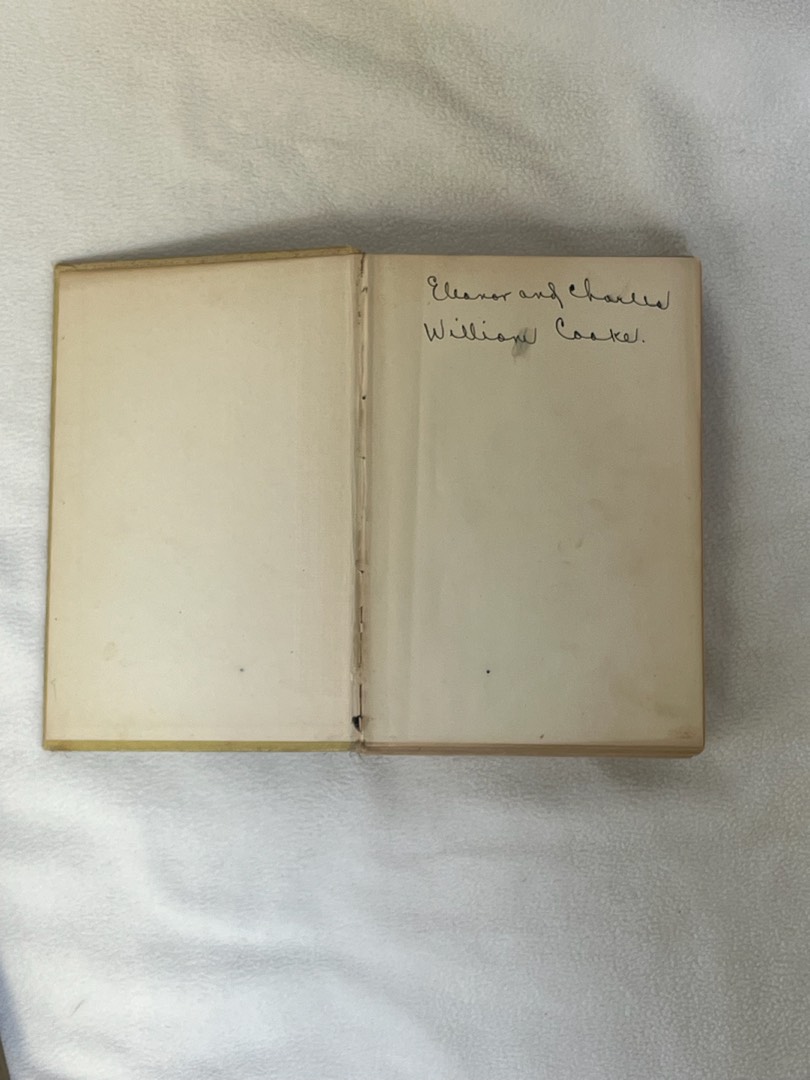 Eleanor and Charles
William Cooke.